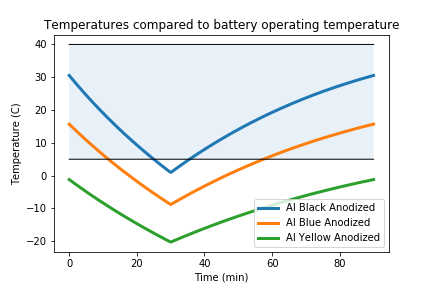 Temperatures compared to battery operating temperature
Temperature (C)
40
30
20
10
0
−10
−20
0
20
40
60
80
Time (min)
Al Black Anodized
Al Blue Anodized
Al Yellow Anodized